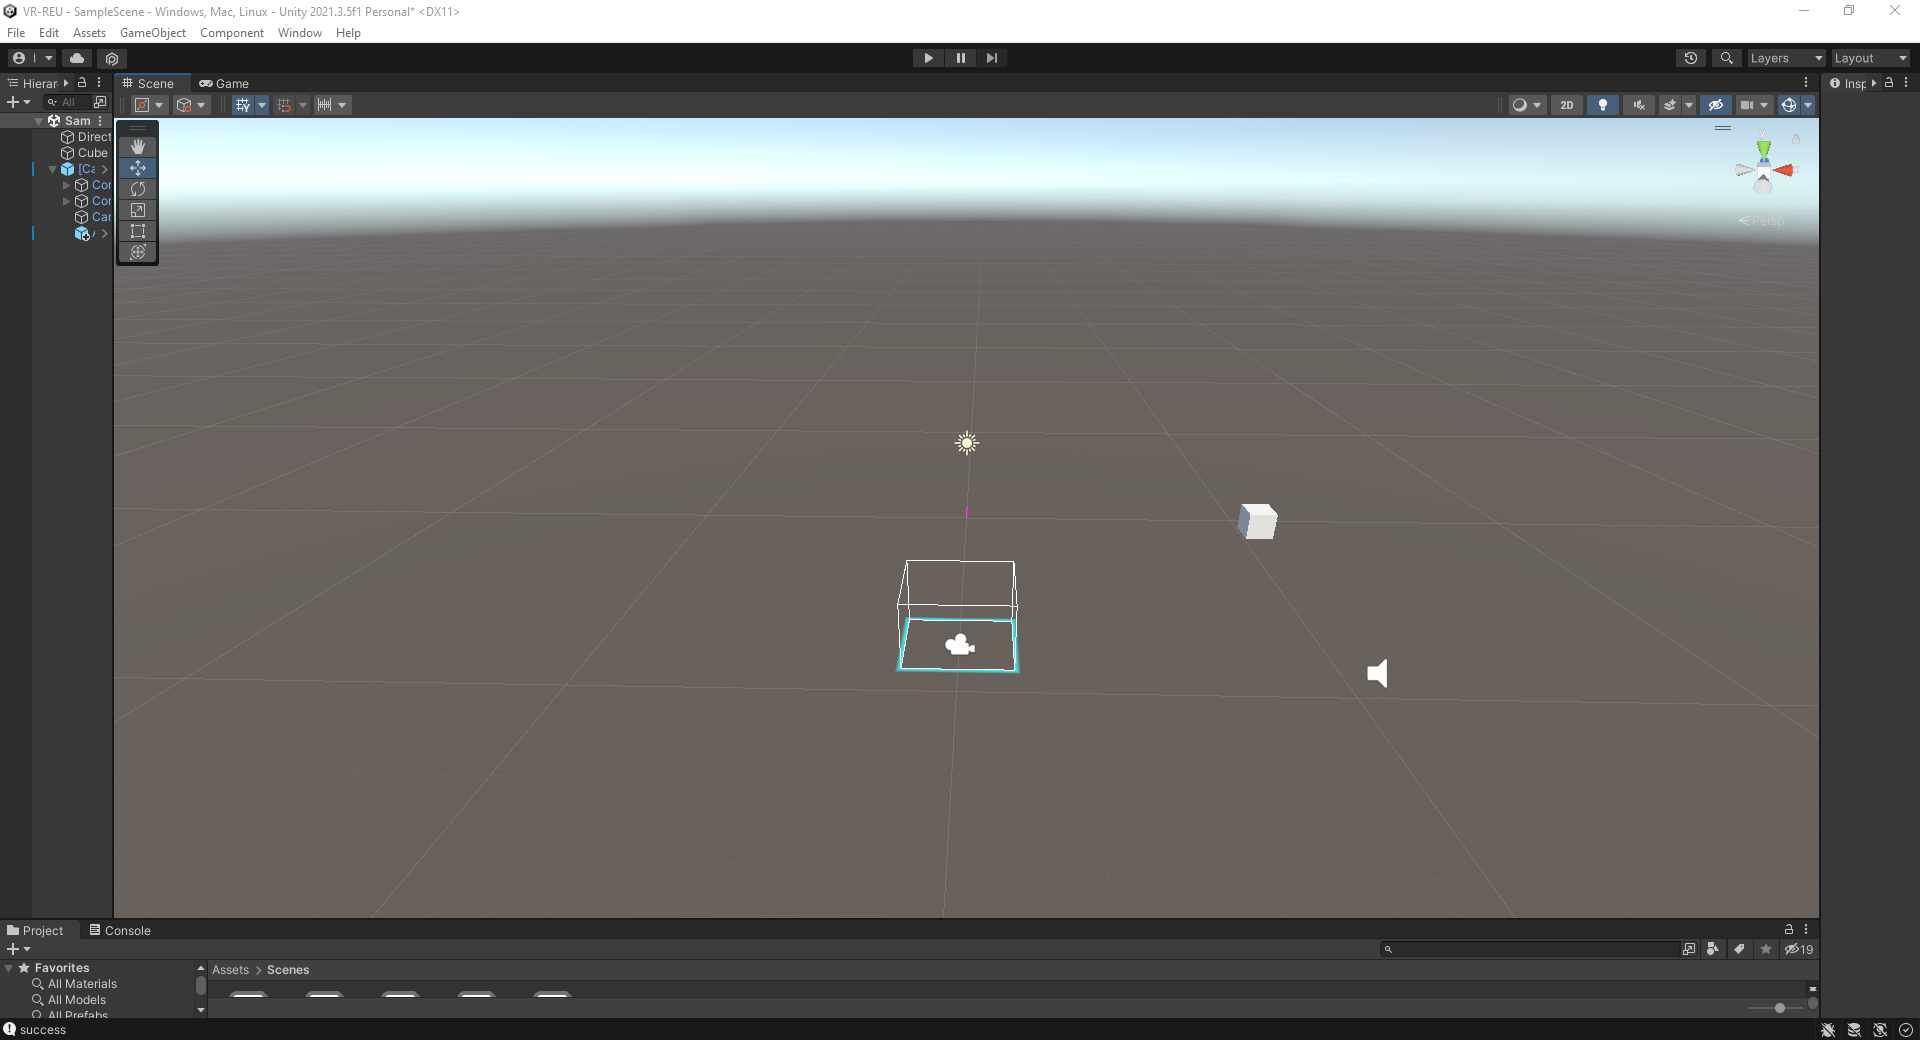 VR-REU - SampleScene - Windows, Mac, Linux - Unity 2021.3.5f1 Personal* <DX11>
File Edit Assets GameObject Component Window Help
I
Layers Layout
Hierar
Scene Game
Insp
All
2D
Sam
Direct
Cube
[Ca
Cor
Cor
Car
y
Persp
Project Console
19
Favorites
All Materials
All Models
All Prefabs
Assets > Scenes
success